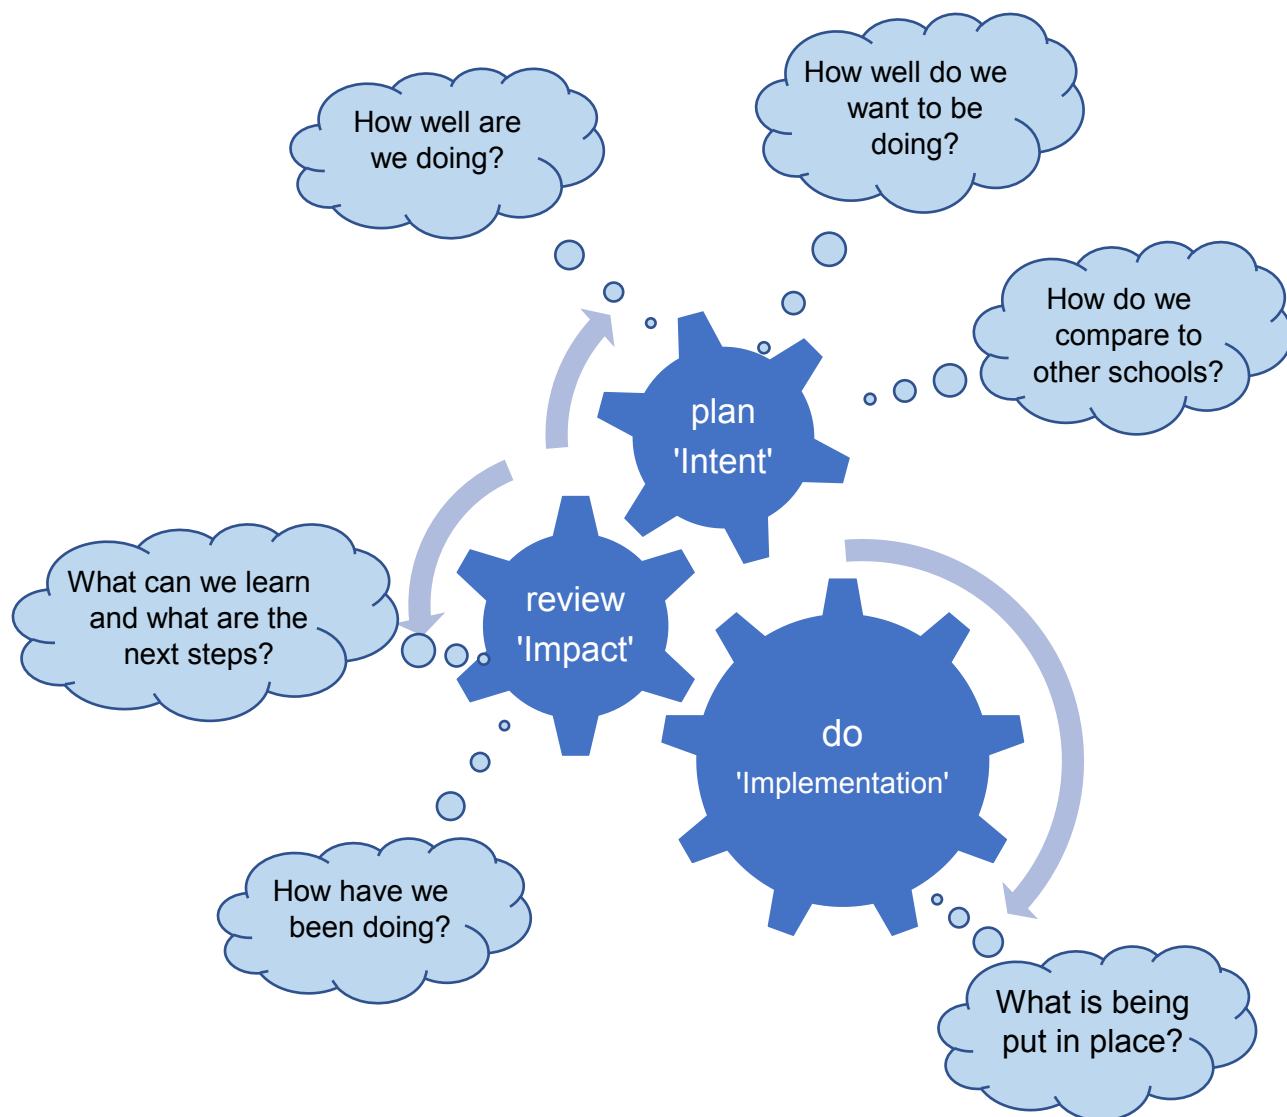 How well do we
want to be
doing?
How well are
we doing?
How do we
compare to
other schools?
plan
'Intent'
What can we learn
and what are the
next steps?
review
'Impact'
do
'Implementation'
How have we
been doing?
What is being
put in place?